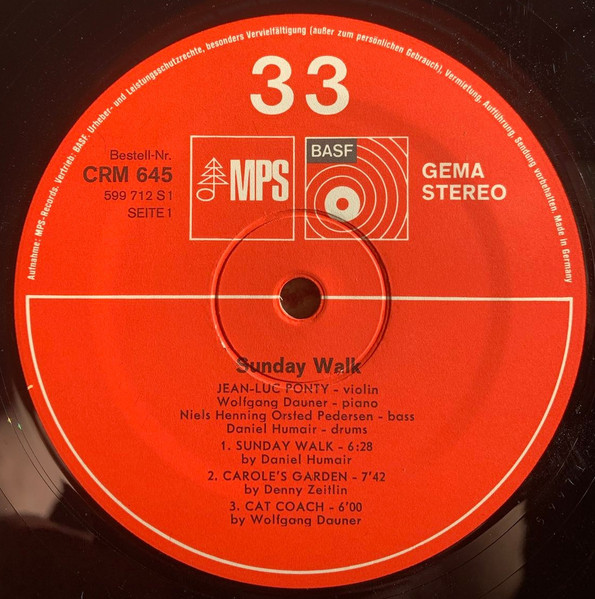 Aufnahme: MPS-Records. Vertrieb: BASF. Urheber- und Leistungsschutzrechte, besonders Vervielfältigung (außer zum persönlichen Gebrauch), Vermietung, Aufführung, Sendung vorbehalten. Made in Germany
33
Bestell-Nr.
CRM 645
599 712 S 1
SEITE 1
MPS
BASF
GEMA
STEREO
Sunday Walk
JEAN-LUC PONTY - violin
Wolfgang Dauner - piano
Niels Henning Orsted Pedersen - bass
Daniel Humair - drums
1. SUNDAY WALK - 6:28
by Daniel Humair
2. CAROLE'S GARDEN - 7'42
by Denny Zeitlin
3. CAT COACH - 6'00
by Wolfgang Dauner